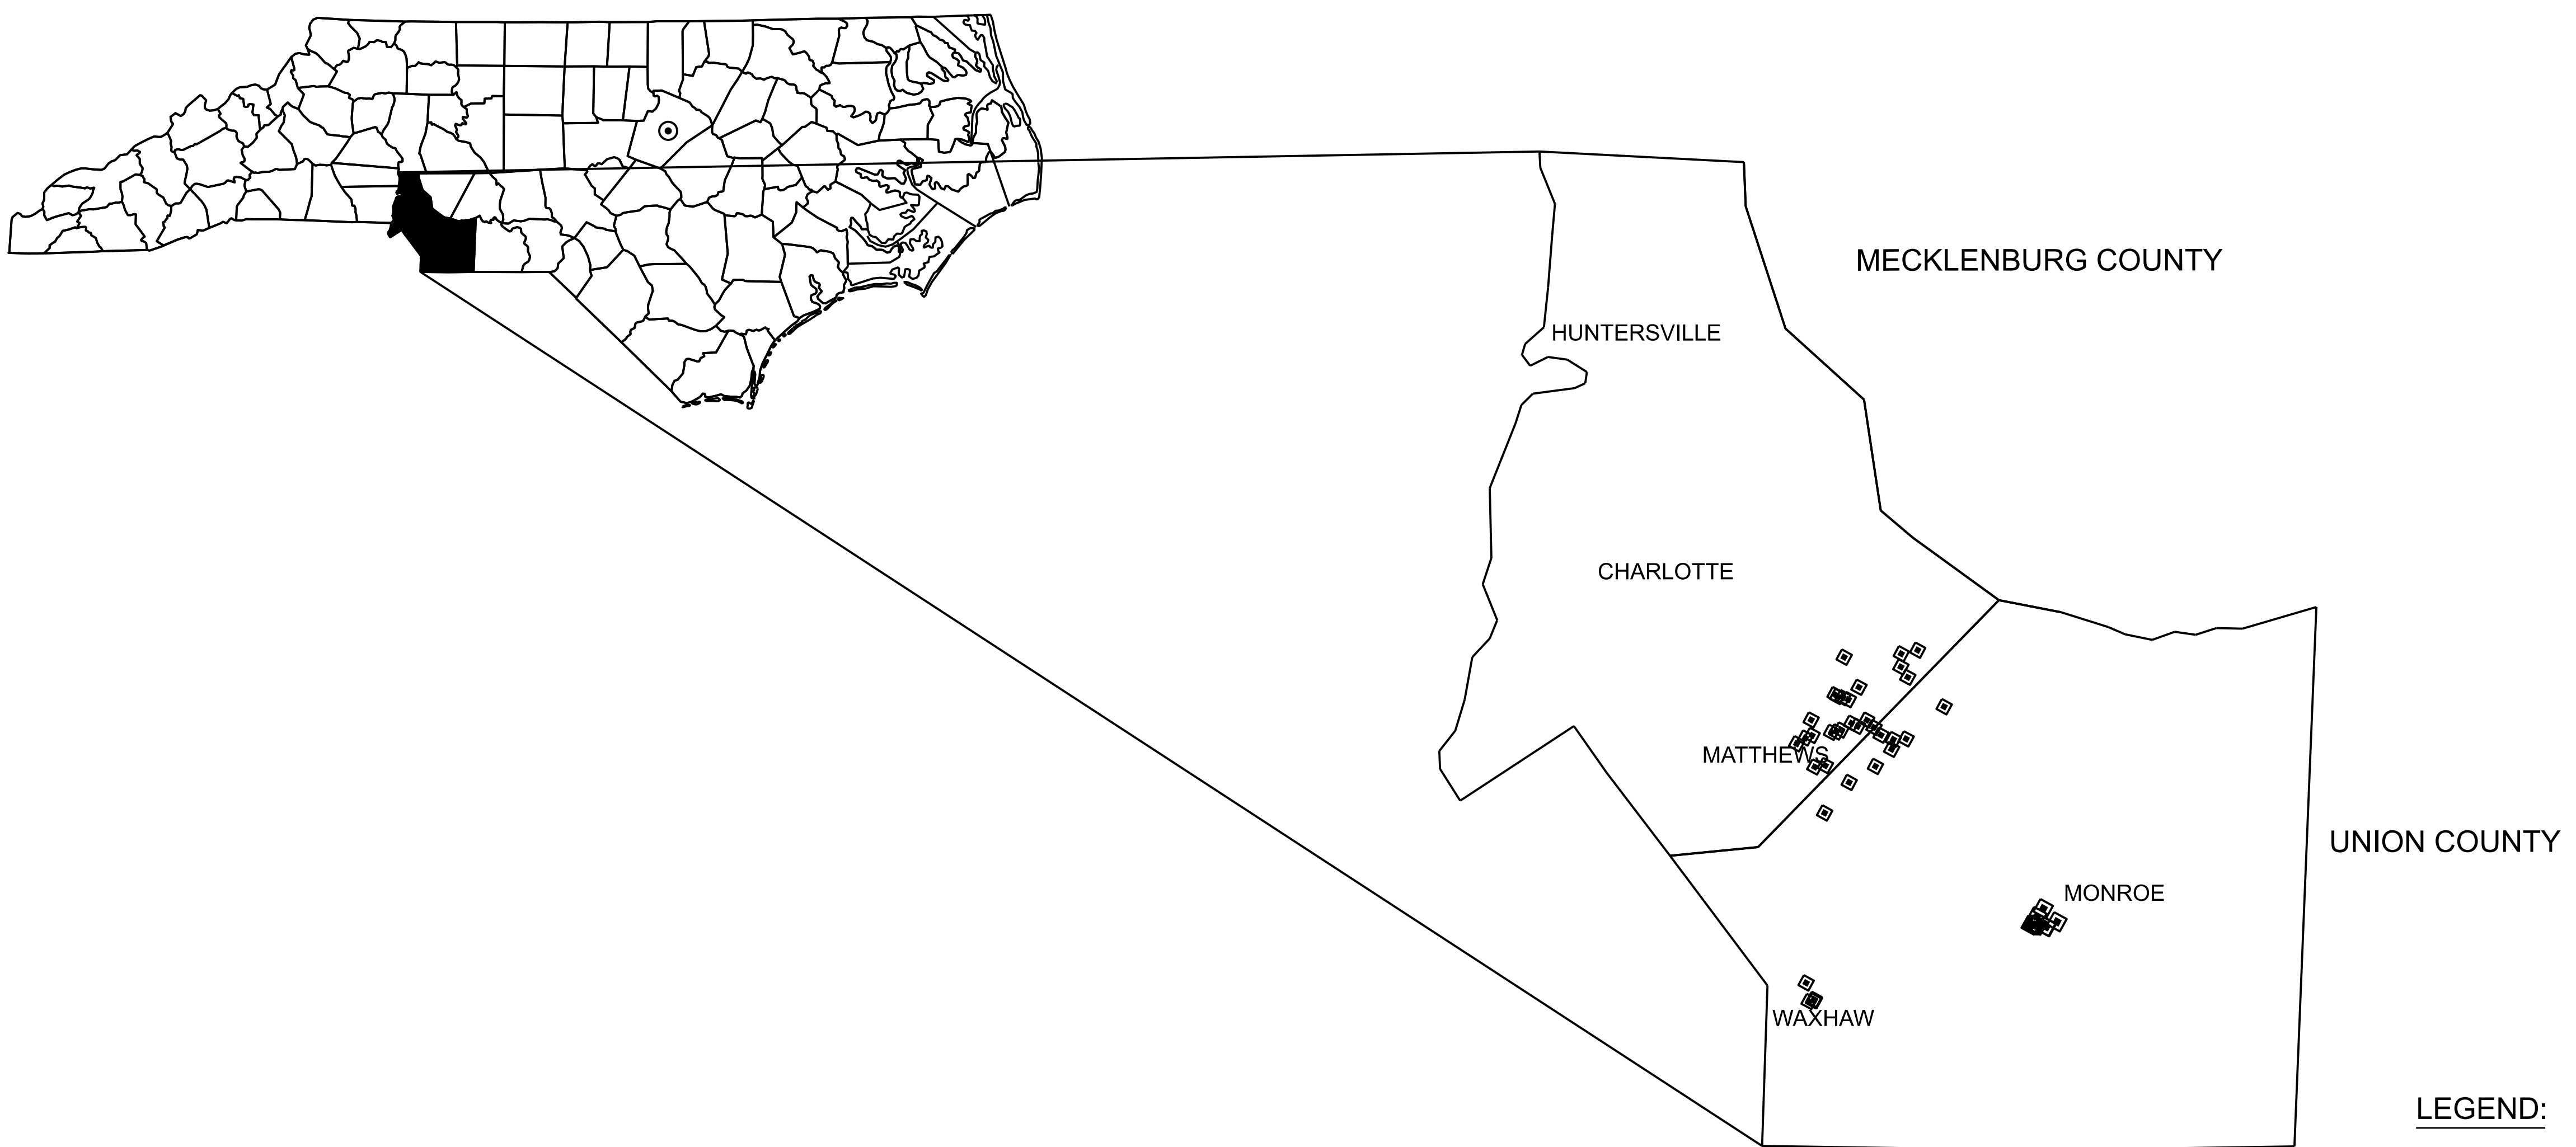 MECKLENBURG COUNTY
HUNTERSVILLE
CHARLOTTE
MATTHEWS
UNION COUNTY
MONROE
WAXHAW
LEGEND: